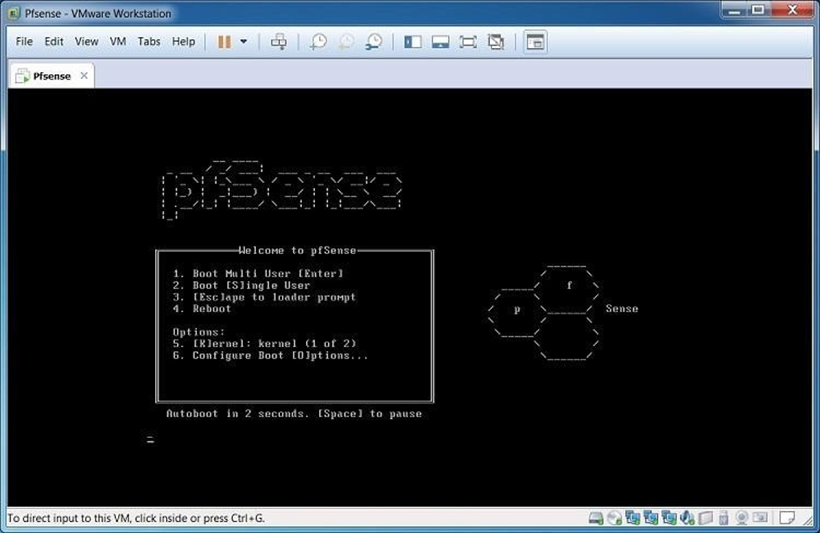 Pfsense - VMware Workstation
File Edit View VM Tabs Help
Pfsense
pfSense
Welcome to pfSense
1. Boot Multi User [Enter]
2. Boot [S]ingle User
3. [Esc]ape to loader prompt
4. Reboot
Options:
5. [K]ernel: kernel (1 of 2)
6. Configure Boot [O]ptions...
f
p
Sense
Autoboot in 2 seconds. [Space] to pause
To direct input to this VM, click inside or press Ctrl+G.